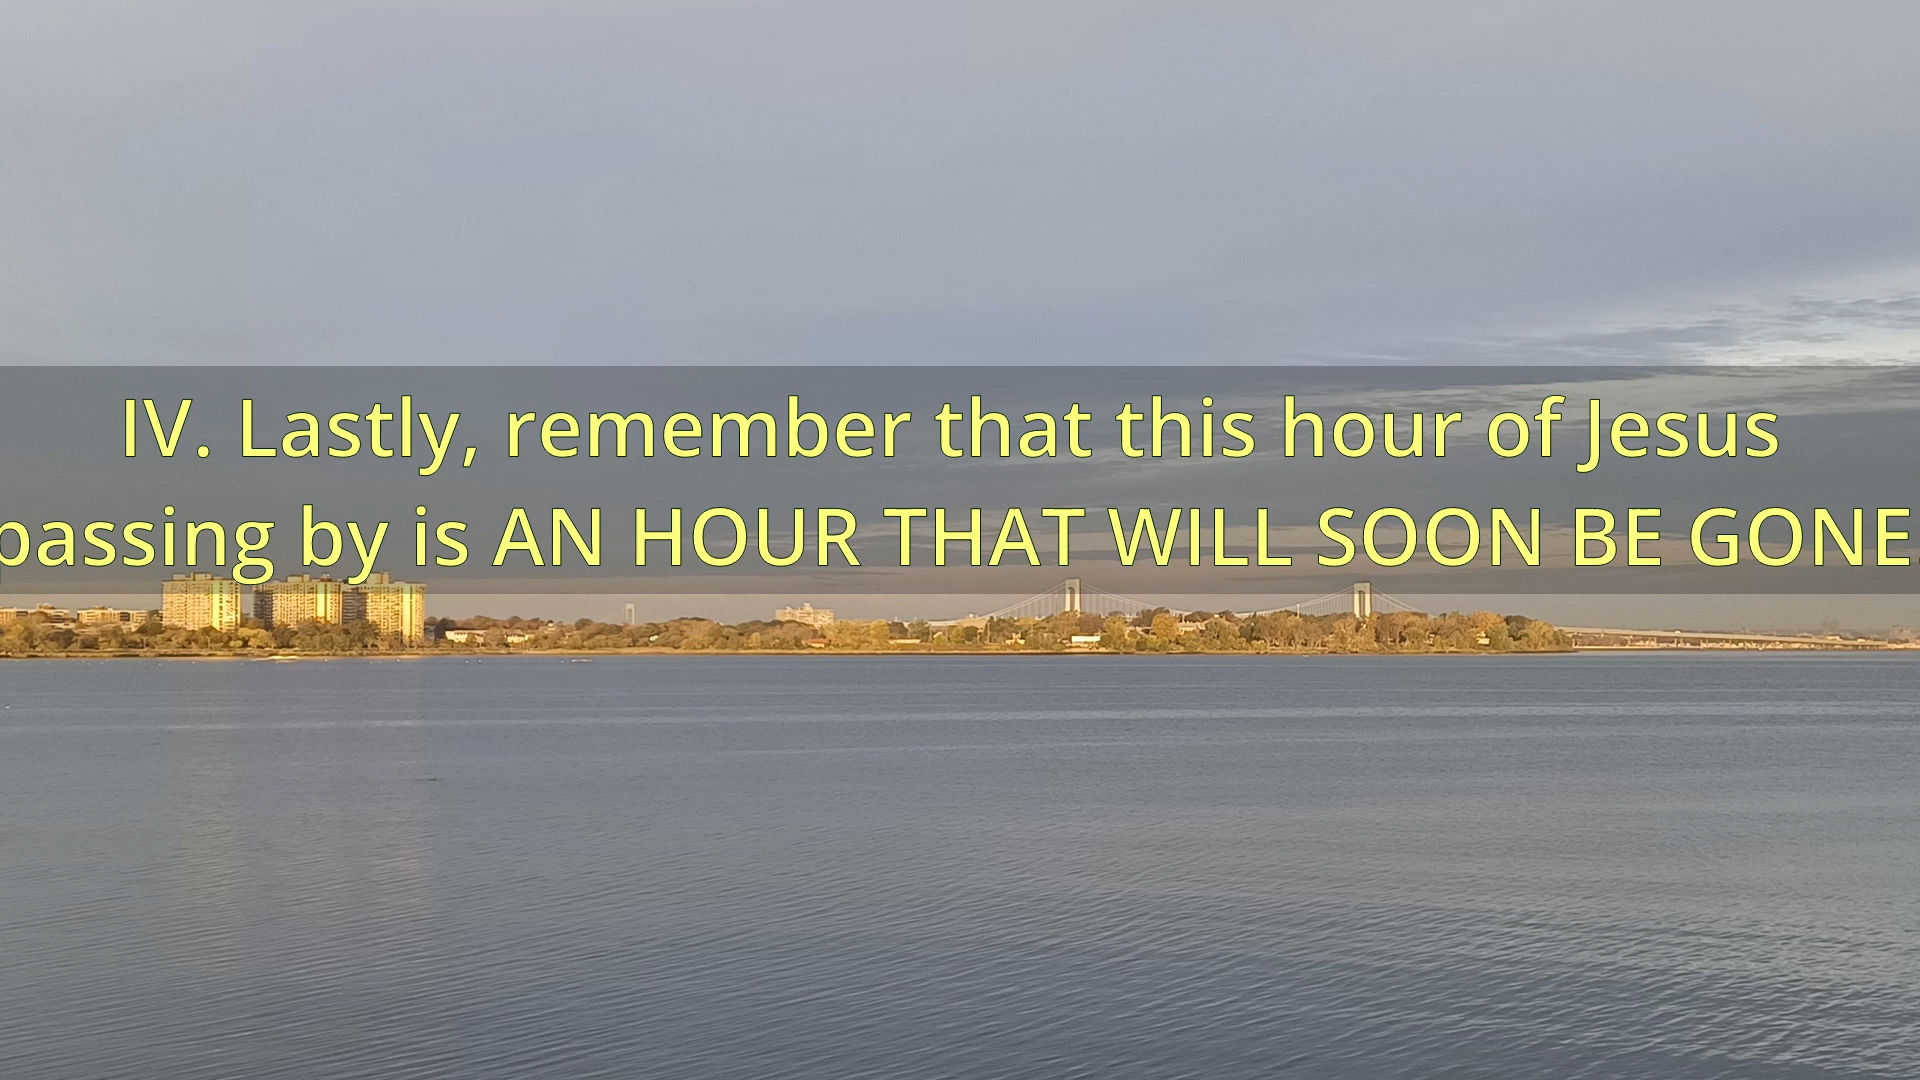 IV. Lastly, remember that this hour of Jesus
passing by is AN HOUR THAT WILL SOON BE GONE.